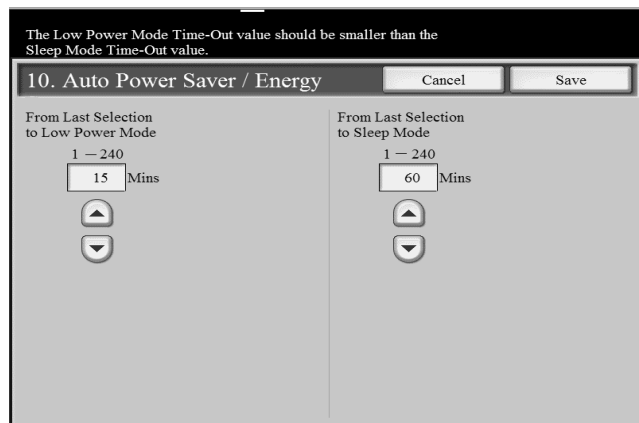 The Low Power Mode Time-Out value should be smaller than the
Sleep Mode Time-Out value.
10. Auto Power Saver / Energy
Cancel
Save
From Last Selection
to Low Power Mode
1 – 240
15 Mins
From Last Selection
to Sleep Mode
1 – 240
60 Mins